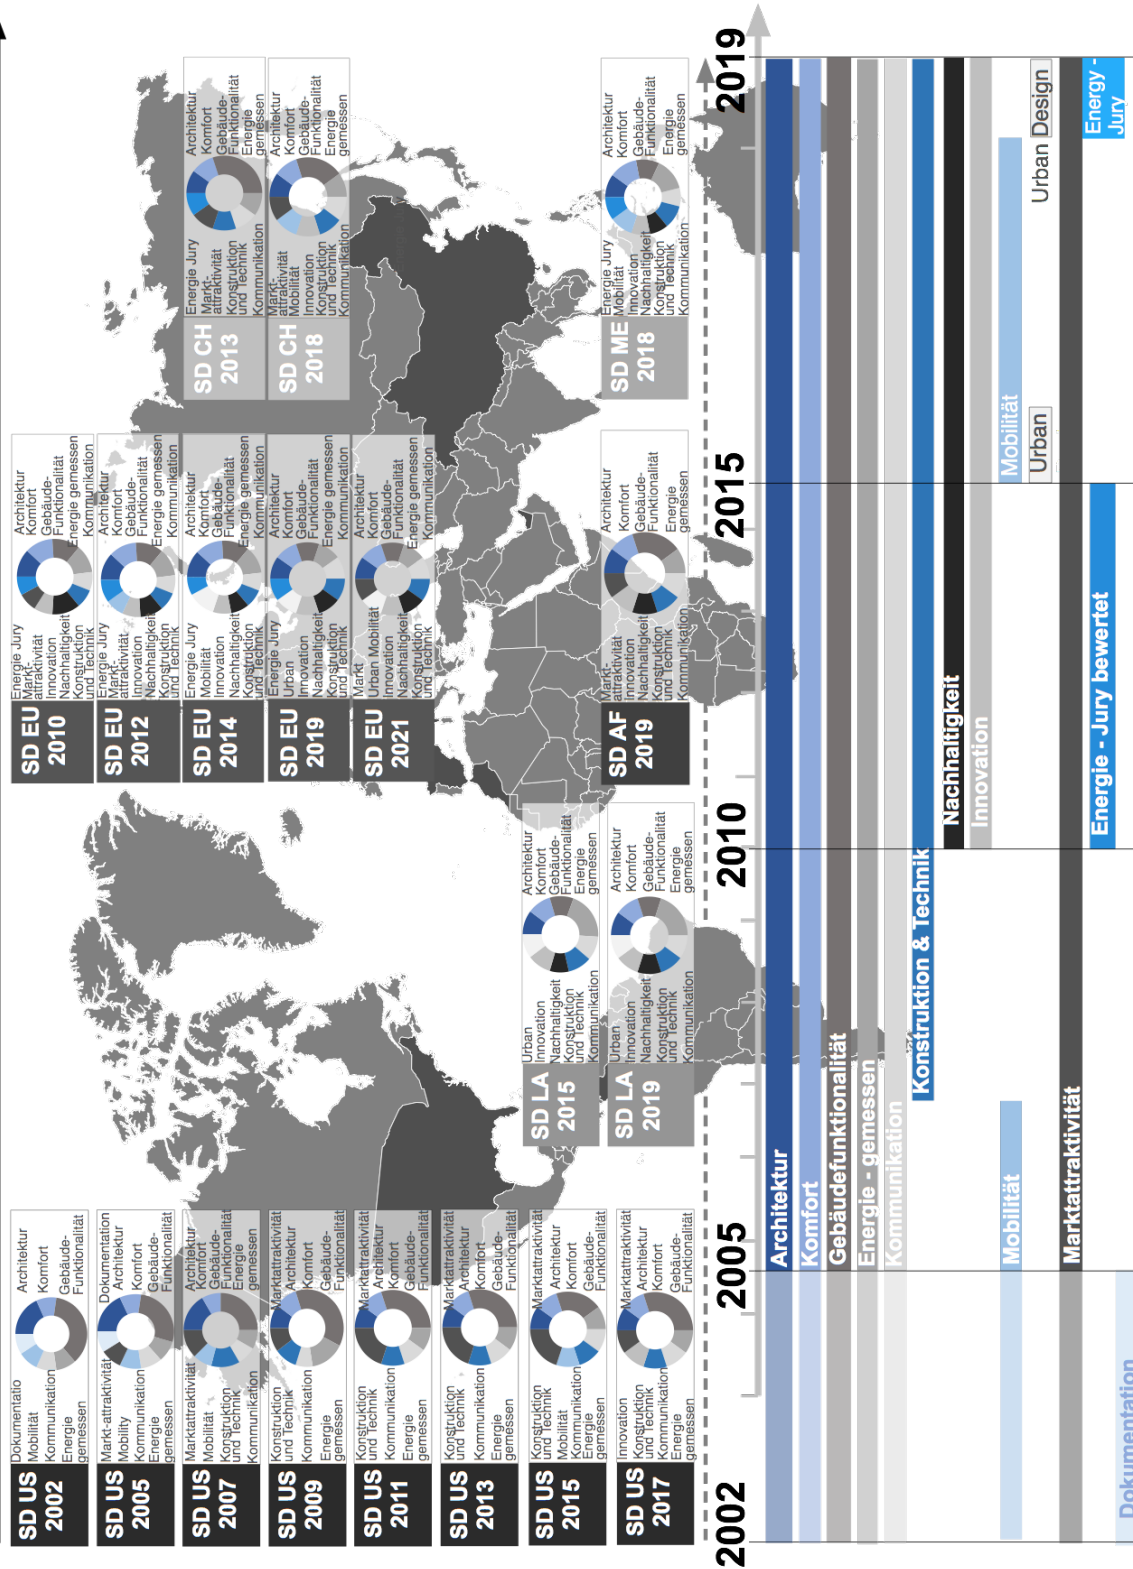 SD US
2002
Dokumentatio
Mobilität
Kommunikation
Energie
gemessen
Architektur
Komfort
Gebäude-
Funktionalität
SD US
2005
Markt-attraktivität
Mobility
Kommunikation
Energie
gemessen
Dokumentation
Architektur
Komfort
Gebäude-
Funktionalität
SD US
2007
Marktattraktivität
Mobilität
Konstruktion
und Technik
Kommunikation
Architektur
Komfort
Gebäude-
Funktionalität
Energie
gemessen
SD US
2009
Konstruktion
und Technik
Kommunikation
Energie
gemessen
Marktattraktivität
Architektur
Komfort
Gebäude-
Funktionalität
SD US
2011
Konstruktion
und Technik
Kommunikation
Energie
gemessen
Marktattraktivität
Architektur
Komfort
Gebäude-
Funktionalität
SD US
2013
Konstruktion
und Technik
Kommunikation
Energie
gemessen
Marktattraktivität
Architektur
Komfort
Gebäude-
Funktionalität
SD US
2015
Konstruktion
und Technik
Mobilität
Kommunikation
Energie
gemessen
Marktattraktivität
Architektur
Komfort
Gebäude-
Funktionalität
SD US
2017
Innovation
Konstruktion
und Technik
Kommunikation
Energie
gemessen
Marktattraktivität
Architektur
Komfort
Gebäude-
Funktionalität
SD LA
2015
Urban
Innovation
Nachhaltigkeit
Konstruktion
und Technik
Kommunikation
Architektur
Komfort
Gebäude-
Funktionalität
Energie
gemessen
SD LA
2019
Urban
Innovation
Nachhaltigkeit
Konstruktion
und Technik
Kommunikation
Architektur
Komfort
Gebäude-
Funktionalität
Energie
gemessen
SD EU
2010
Energie Jury
Markt-
attraktivität
Innovation
Nachhaltigkeit
Konstruktion
und Technik
Architektur
Komfort
Gebäude-
Funktionalität
Energie gemessen
Kommunikation
SD EU
2012
Energie Jury
Markt-
attraktivität
Innovation
Nachhaltigkeit
Konstruktion
und Technik
Architektur
Komfort
Gebäude-
Funktionalität
Energie gemessen
Kommunikation
SD EU
2014
Energie Jury
Mobilität
Innovation
Nachhaltigkeit
Konstruktion
und Technik
Architektur
Komfort
Gebäude-
Funktionalität
Energie gemessen
Kommunikation
SD EU
2019
Energie Jury
Urban
Innovation
Nachhaltigkeit
Konstruktion
und Technik
Architektur
Komfort
Gebäude-
Funktionalität
Energie gemessen
Kommunikation
SD EU
2021
Markt
Urban Mobilität
Innovation
Nachhaltigkeit
Konstruktion
und Technik
Architektur
Komfort
Gebäude-
Funktionalität
Energie gemessen
Kommunikation
SD AF
2019
Markt-
attraktivität
Innovation
Nachhaltigkeit
Konstruktion
und Technik
Kommunikation
Architektur
Komfort
Gebäude-
Funktionalität
Energie
gemessen
SD CH
2013
Energie Jury
Markt-
attraktivität
Konstruktion
und Technik
Kommunikation
Architektur
Komfort
Gebäude-
Funktionalität
Energie
gemessen
SD CH
2018
Markt-
attraktivität
Mobilität
Innovation
Konstruktion
und Technik
Kommunikation
Architektur
Komfort
Gebäude-
Funktionalität
Energie
gemessen
SD ME
2018
Energie Jury
Mobilität
Innovation
Nachhaltigkeit
Konstruktion
und Technik
Kommunikation
Architektur
Komfort
Gebäude-
Funktionalität
Energie
gemessen
2002
2005
2010
2015
2019
Architektur
Komfort
Gebäudefunktionalität
Energie - gemessen
Kommunikation
Konstruktion & Technik
Nachhaltigkeit
Innovation
Mobilität
Mobilität
Urban
Urban Design
Marktattraktivität
Energie - Jury bewertet
Energy -
Jury
Dokumentation